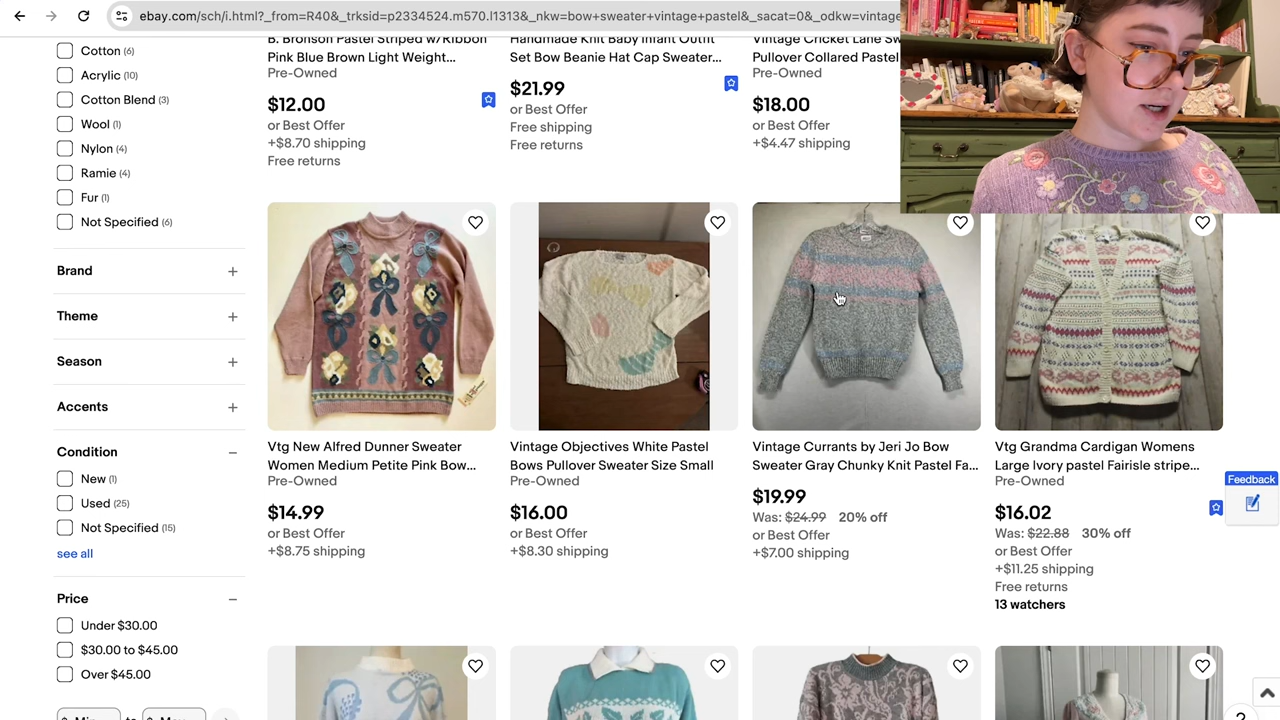 ebay.com/sch/i.html?_from=R40&_trksid=p2334524.m570.l1313&_nkw=bow+sweater+vintage+pastel&_sacat=0&_odkw=vintage
Cotton (6)
Acrylic (10)
Cotton Blend (3)
Wool (1)
Nylon (4)
Ramie (4)
Fur (1)
Not Specified (6)
Brand
Theme
Season
Accents
Condition
New (1)
Used (25)
Not Specified (15)
see all
Price
Under $30.00
$30.00 to $45.00
Over $45.00
$ Min to $ Max
Pastel Striped w/Ribbon
Pink Blue Brown Light Weight...
Pre-Owned
$12.00
or Best Offer
+$8.70 shipping
Free returns
Handmade Knit Baby Infant Outfit
Set Bow Beanie Hat Cap Sweater...
$21.99
or Best Offer
Free shipping
Free returns
Vintage Cricket Lane
Pullover Collared Pastel
Pre-Owned
$18.00
or Best Offer
+$4.47 shipping
Vtg New Alfred Dunner Sweater
Women Medium Petite Pink Bow...
Pre-Owned
$14.99
or Best Offer
+$8.75 shipping
Vintage Objectives White Pastel
Bows Pullover Sweater Size Small
Pre-Owned
$16.00
or Best Offer
+$8.30 shipping
Vintage Currants by Jeri Jo Bow
Sweater Gray Chunky Knit Pastel Fa...
$19.99
Was: $24.99 20% off
or Best Offer
+$7.00 shipping
Vtg Grandma Cardigan Womens
Large Ivory pastel Fairisle stripe...
Pre-Owned
$16.02
Was: $22.88 30% off
or Best Offer
+$11.25 shipping
Free returns
13 watchers
Feedback
?